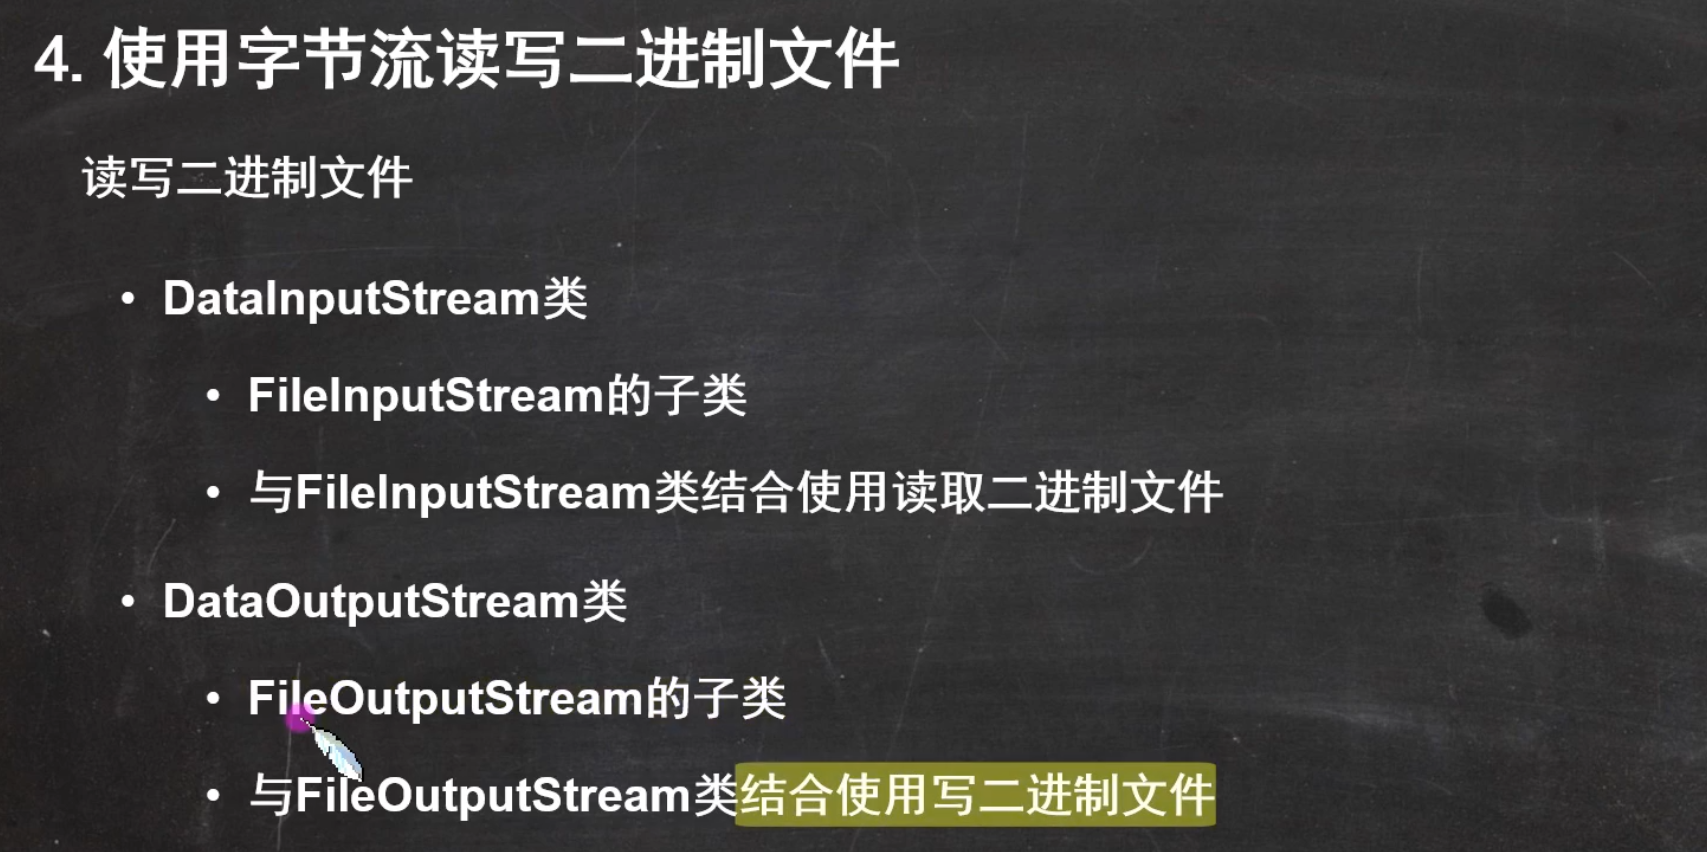 4. 使用字节流读写二进制文件
读写二进制文件
• DataInputStream类
• FileInputStream的子类
• 与FileInputStream类结合使用读取二进制文件
• DataOutputStream类
• FileOutputStream的子类
• 与FileOutputStream类结合使用写二进制文件